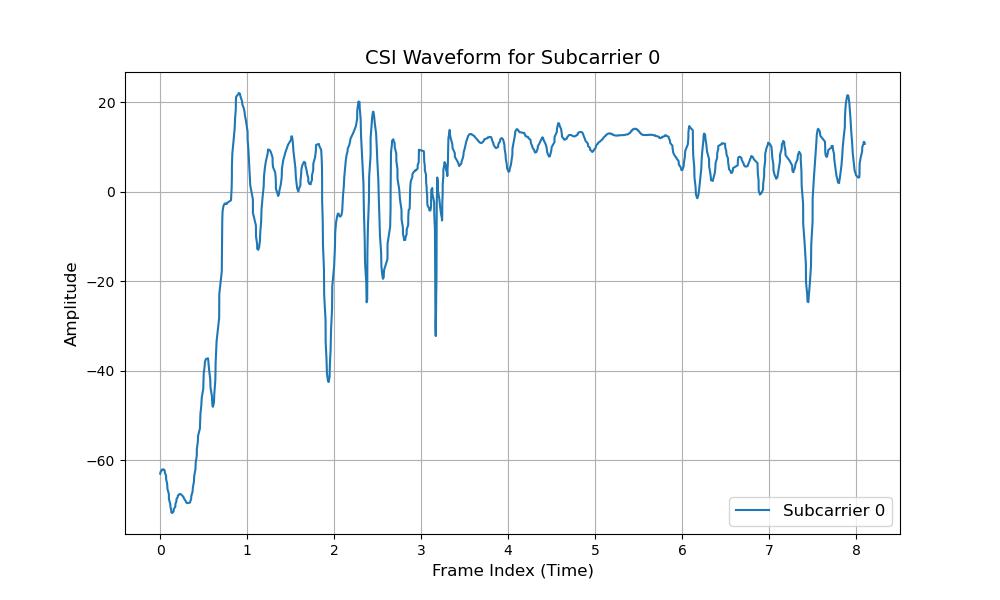 CSI Waveform for Subcarrier 0
Amplitude
20
0
−20
−40
−60
0 1 2 3 4 5 6 7 8
Frame Index (Time)
Subcarrier 0